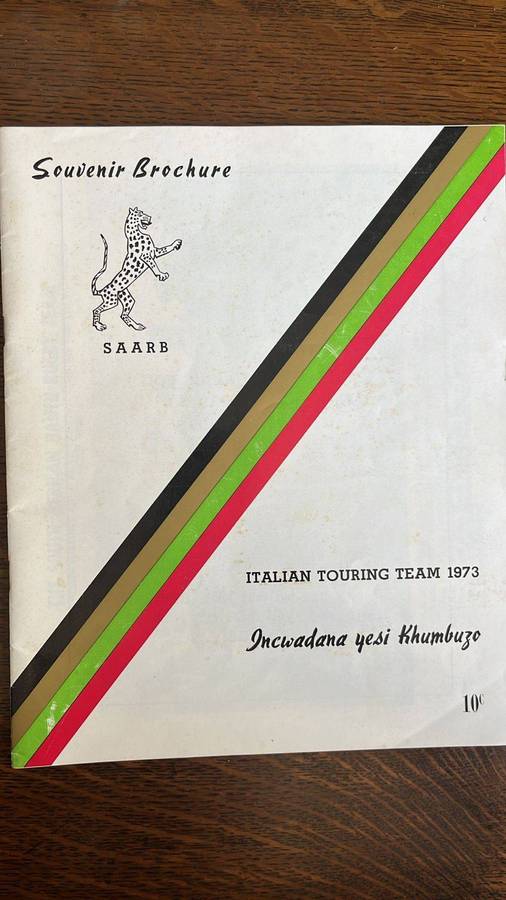 Souvenir Brochure
SAARB
ITALIAN TOURING TEAM 1973
Incwadana yesi Khumbuzo
10c